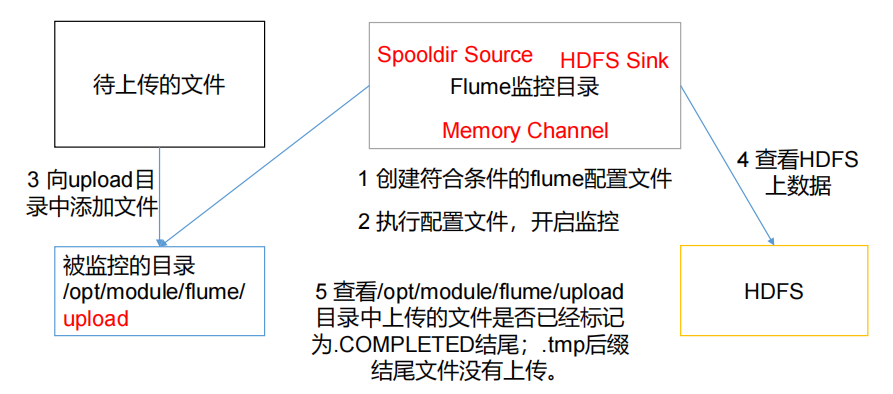 待上传的文件
Spooldir Source
HDFS Sink
Flume监控目录
Memory Channel
3 向upload目
录中添加文件
1 创建符合条件的flume配置文件
2 执行配置文件，开启监控
4 查看HDFS
上数据
被监控的目录
/opt/module/flume/
upload
5 查看/opt/module/flume/upload
目录中上传的文件是否已经标记
为.COMPLETED结尾；.tmp后缀
结尾文件没有上传。
HDFS